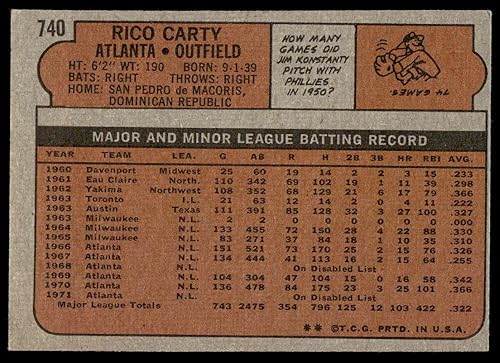 740
RICO CARTY
ATLANTA • OUTFIELD
HT: 6'2" WT: 190 BORN: 9-1-39
BATS: RIGHT THROWS: RIGHT
HOME: SAN PEDRO de MACORIS,
DOMINICAN REPUBLIC
HOW MANY
GAMES DID
JIM KONSTANTY
PITCH WITH
PHILLIES
IN 1950?
74 GAMES
MAJOR AND MINOR LEAGUE BATTING RECORD
YEAR TEAM LEA. G AB R H 2B 3B HR RBI AVG.
1960 Davenport Midwest 25 60 19 14 2 0 0 11 .233
1961 Eau Claire North. 110 342 69 102 19 1 11 39 .298
1962 Yakima Northwest 108 352 68 129 21 6 17 79 .366
1963 Toronto I.L. 21 63 12 14 2 0 4 11 .222
1963 Austin Texas 111 391 85 128 32 3 27 100 .327
1963 Milwaukee N.L. 2 2 0 0 0 0 0 0 .000
1964 Milwaukee N.L. 133 455 72 150 28 4 22 88 .330
1965 Milwaukee N.L. 83 271 37 84 18 1 10 35 .310
1966 Atlanta N.L. 151 521 73 170 25 2 15 76 .326
1967 Atlanta N.L. 134 444 41 113 16 2 15 64 .255
1968 Atlanta N.L. On Disabled List
1969 Atlanta N.L. 104 304 47 104 15 0 16 58 .342
1970 Atlanta N.L. 136 478 84 175 23 3 25 101 .366
1971 Atlanta N.L. On Disabled List
Major League Totals 743 2475 354 796 125 12 103 422 .322
** © T.C.G. PRTD. IN U.S.A.